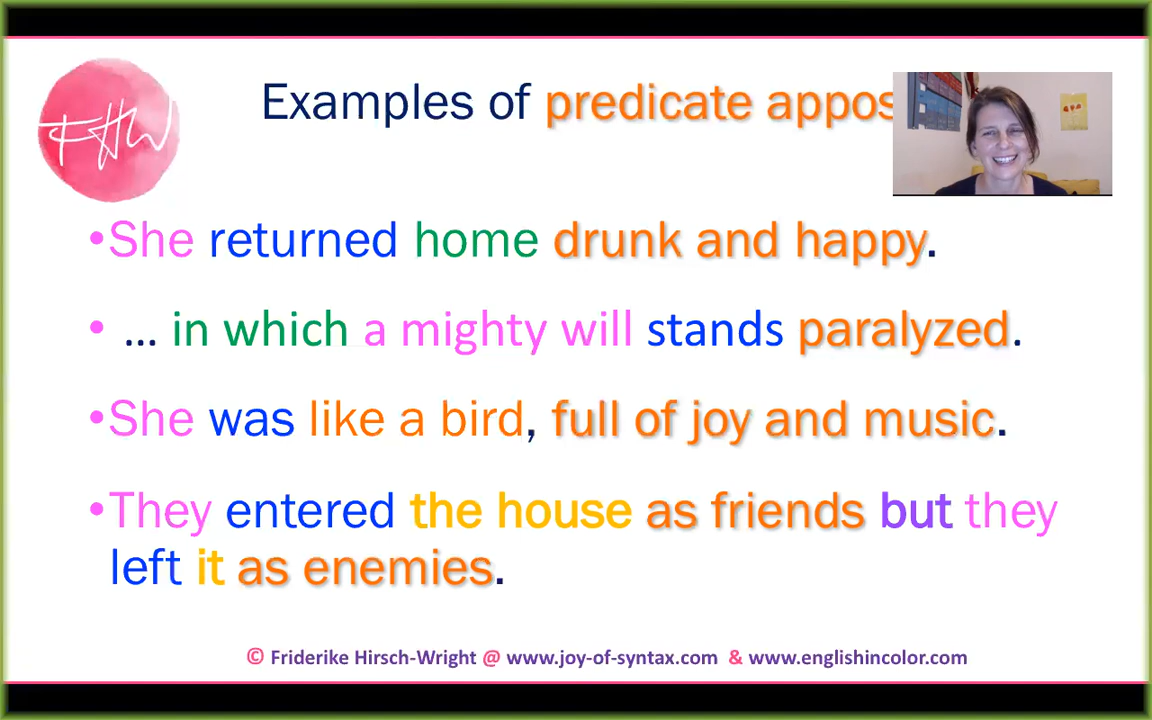 FHW
Examples of predicate appos
•She returned home drunk and happy.
• ... in which a mighty will stands paralyzed.
•She was like a bird, full of joy and music.
•They entered the house as friends but they
left it as enemies.
© Friderike Hirsch-Wright @ www.joy-of-syntax.com & www.englishincolor.com